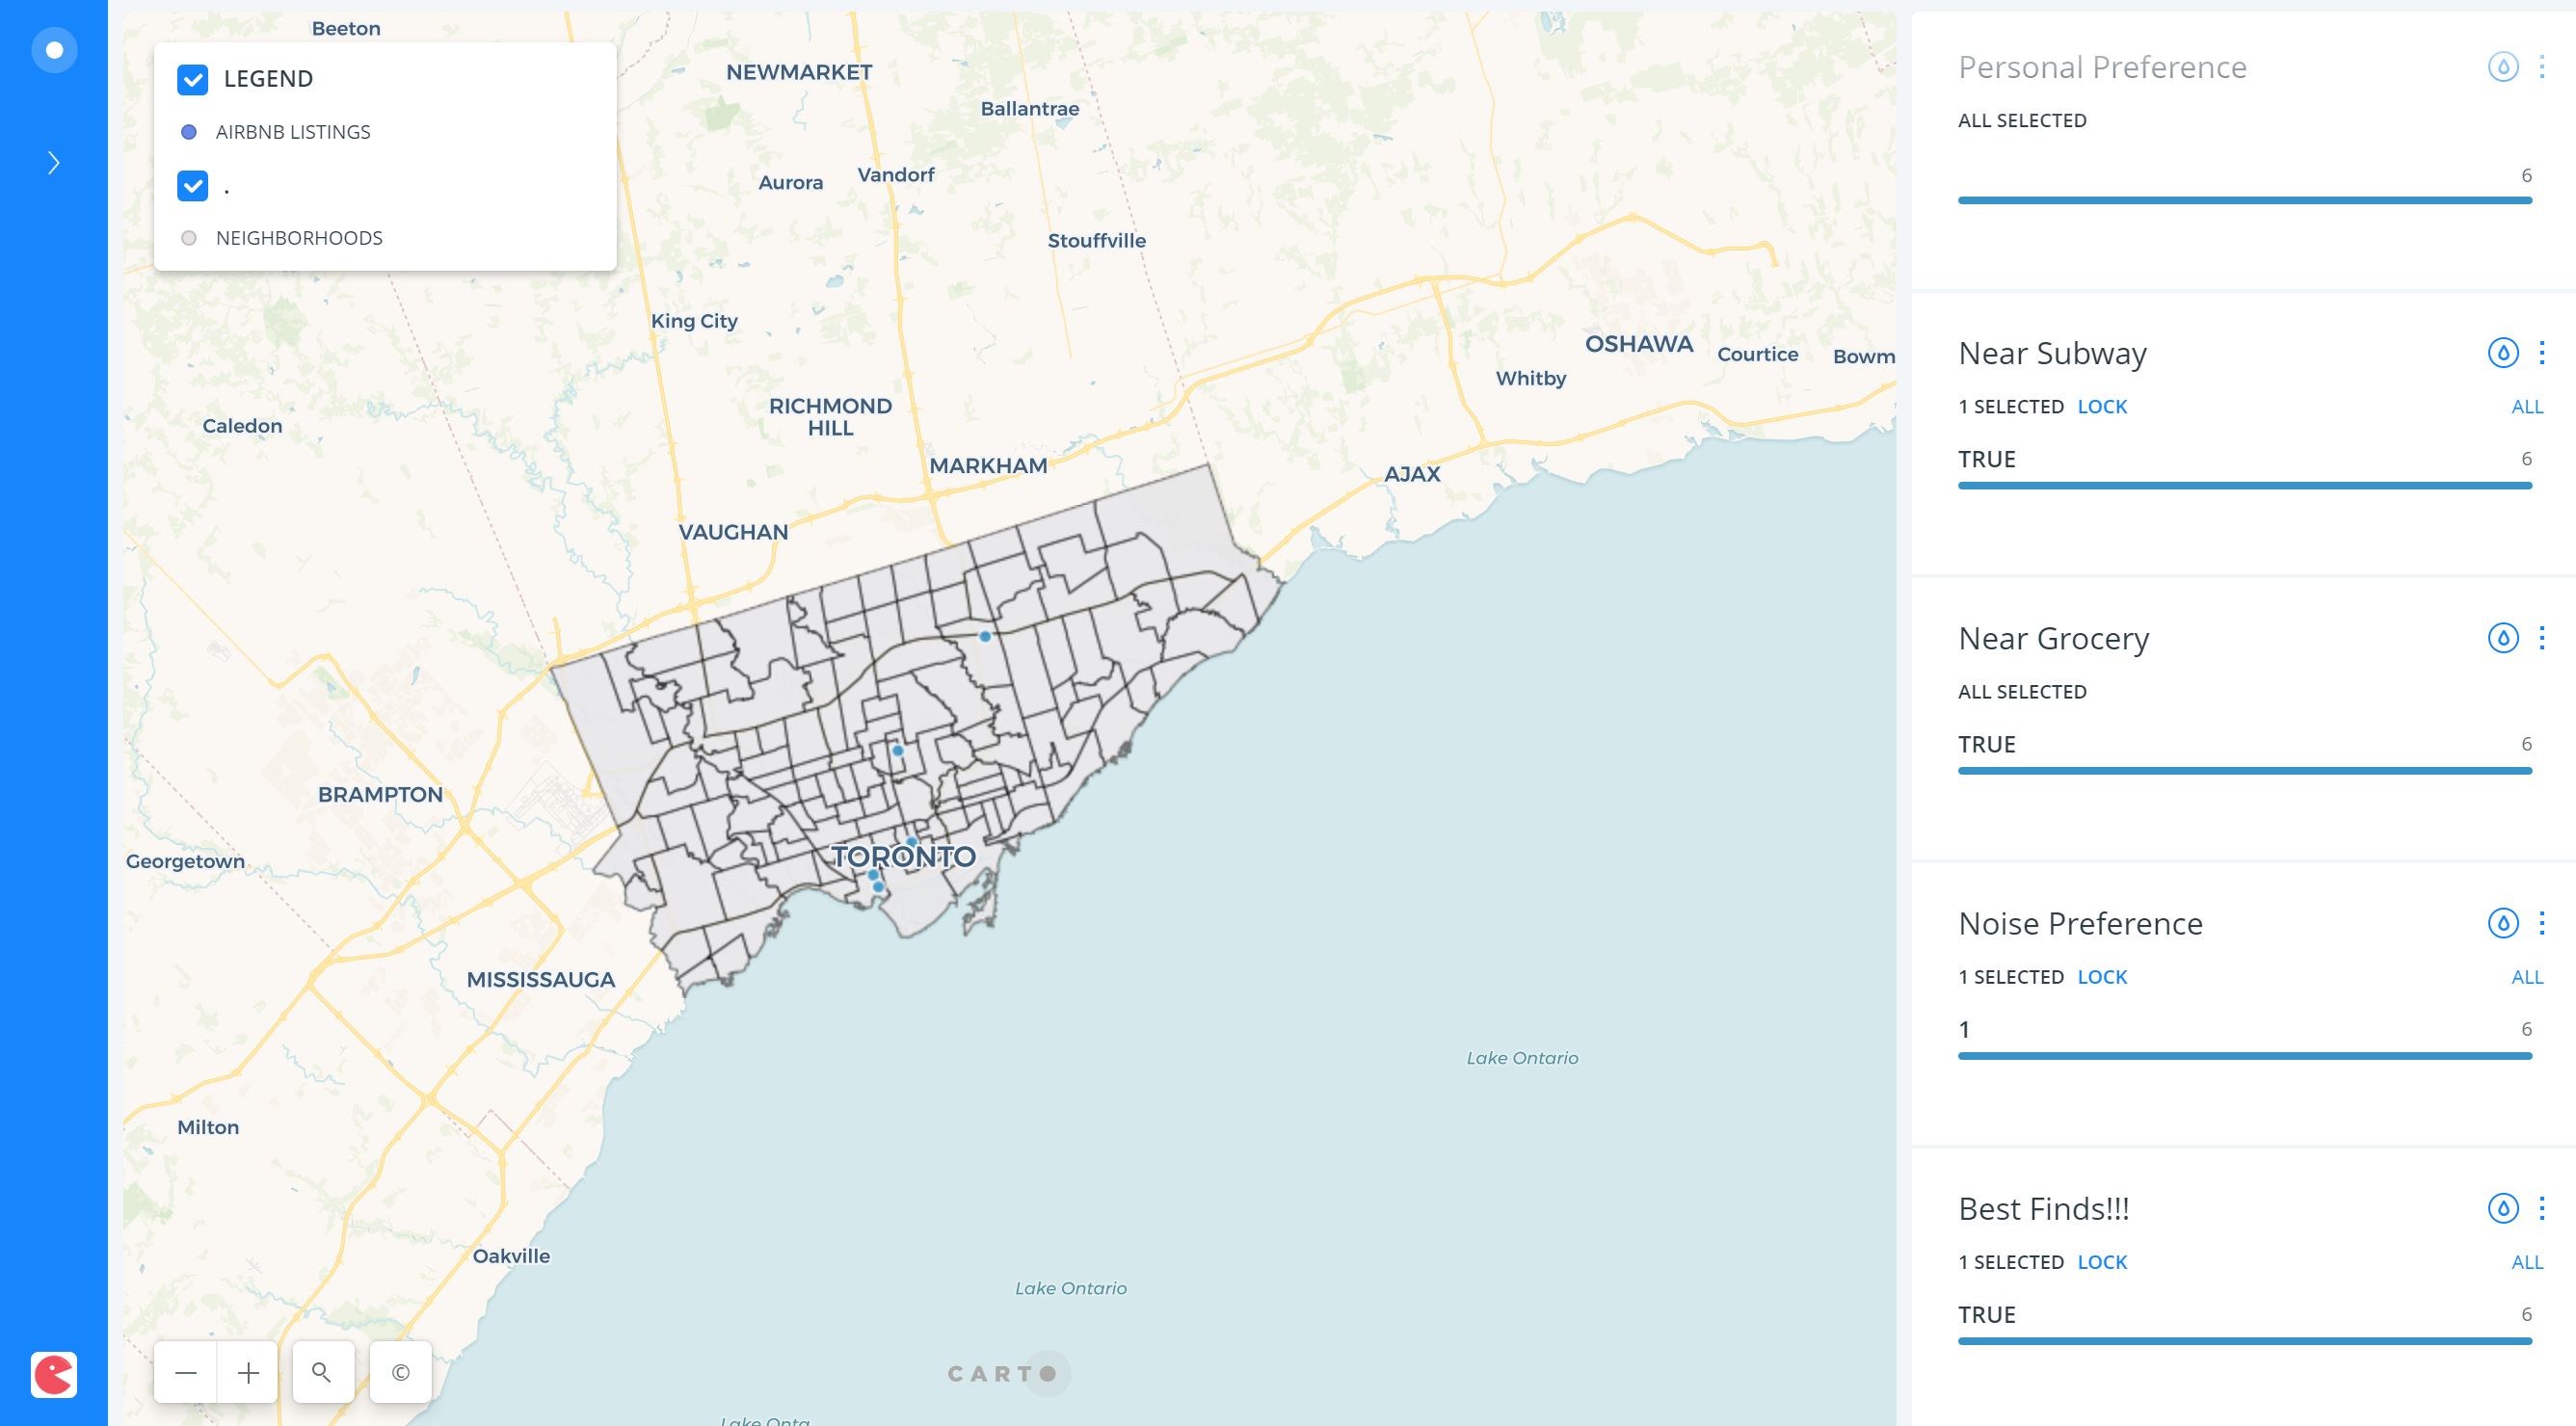 Beeton
LEGEND
AIRBNB LISTINGS
.
NEIGHBORHOODS
NEWMARKET
Ballantrae
Aurora
Vandorf
Stouffville
King City
OSHAWA
Courtice
Bowm
Whitby
RICHMOND
HILL
Caledon
MARKHAM
AJAX
VAUGHAN
BRAMPTON
Georgetown
TORONTO
MISSISSAUGA
Lake Ontario
Milton
Oakville
Lake Ontario
CARTO
Lake Onta
©
Personal Preference
ALL SELECTED
6
Near Subway
1 SELECTED LOCK ALL
TRUE 6
Near Grocery
ALL SELECTED
TRUE 6
Noise Preference
1 SELECTED LOCK ALL
1 6
Best Finds!!!
1 SELECTED LOCK ALL
TRUE 6